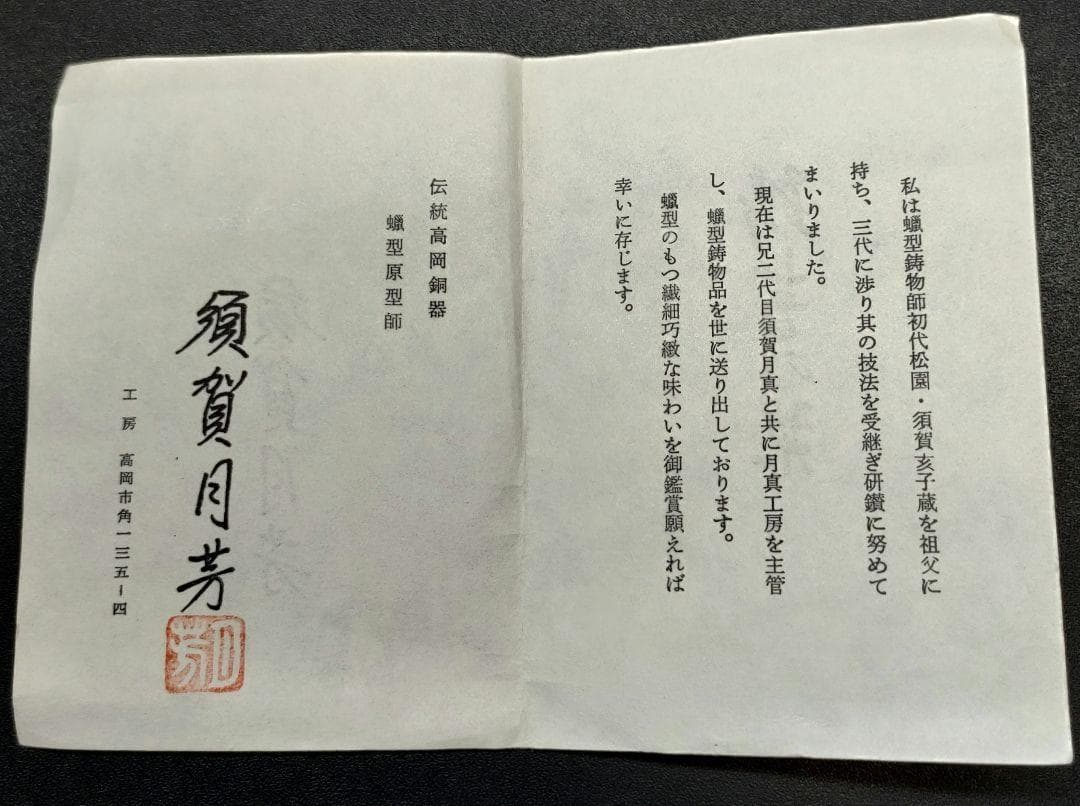 私は蠟型鋳物師初代松園・須賀亥子蔵を祖父に
持ち、三代に渉り其の技法を受継ぎ研鑽に努めて
まいりました。
現在は兄二代目須賀月真と共に月真工房を主管
し、蠟型鋳物品を世に送り出しております。
蠟型のもつ繊細巧緻な味わいを御鑑賞願えれば
幸いに存じます。
伝統高岡銅器
蠟型原型師
須賀月芳
月芳
工房 高岡市角一三五-四